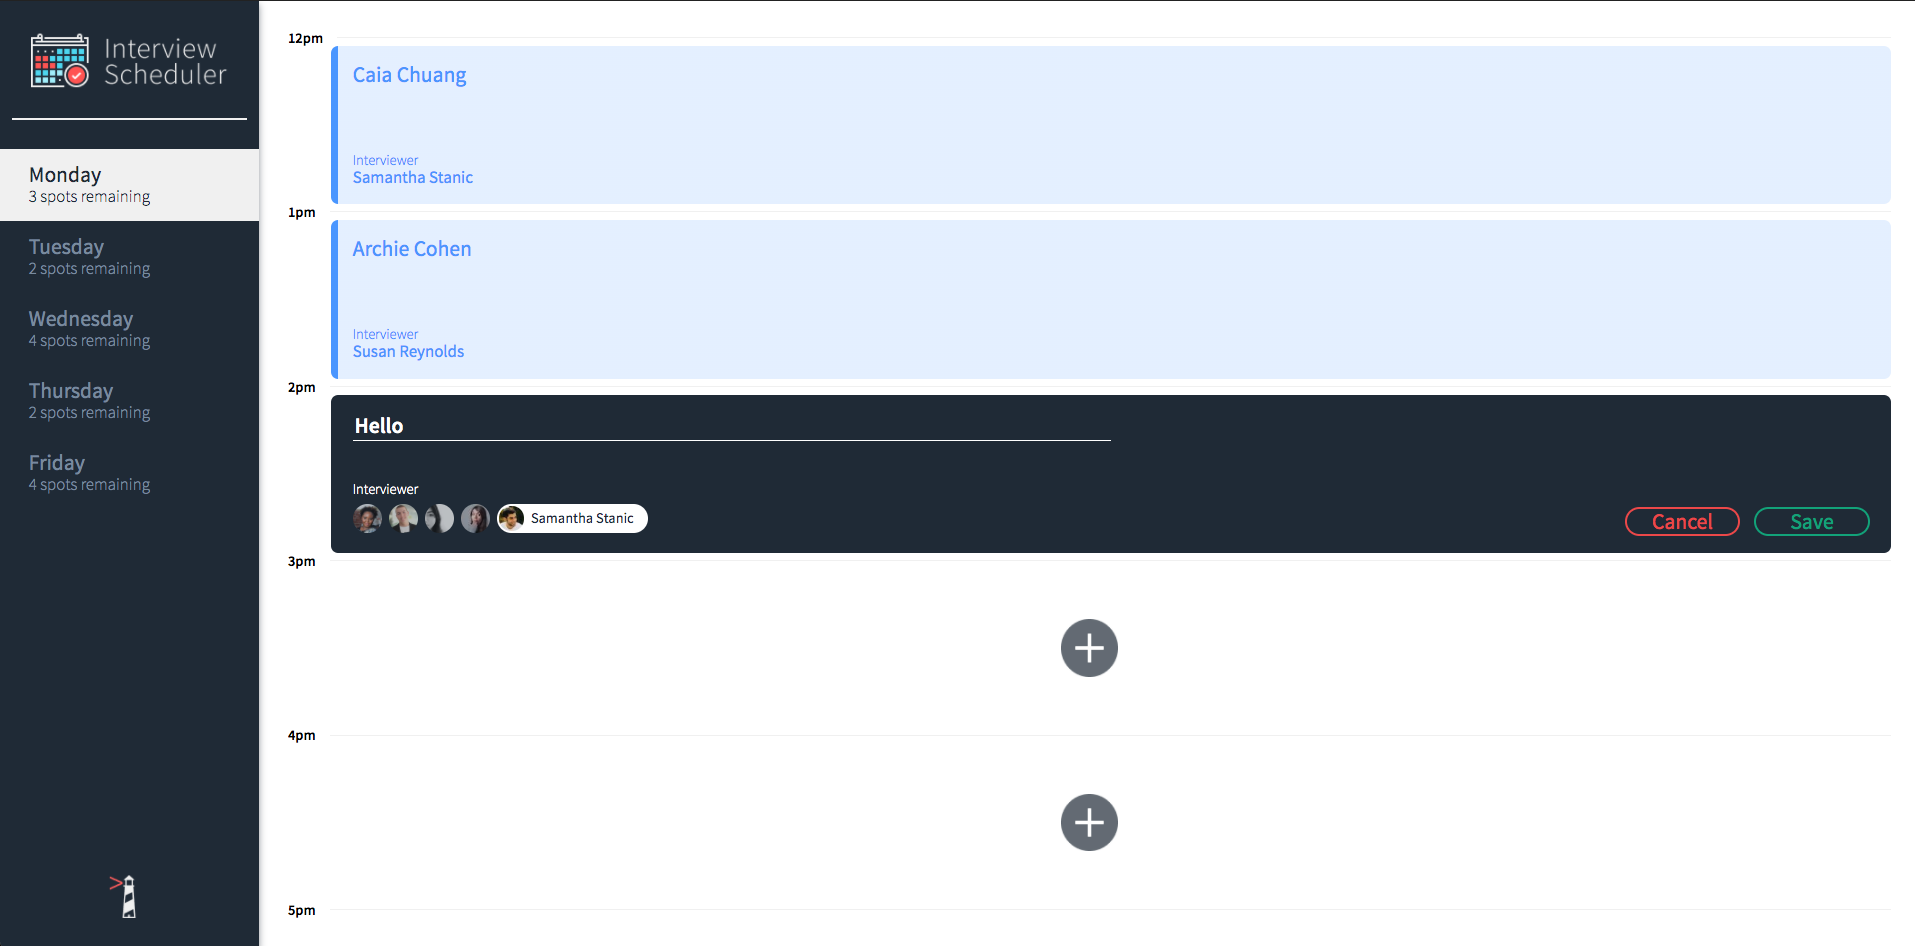 Interview
Scheduler
Monday
3 spots remaining
Tuesday
2 spots remaining
Wednesday
4 spots remaining
Thursday
2 spots remaining
Friday
4 spots remaining
12pm
Caia Chuang
Interviewer
Samantha Stanic
1pm
Archie Cohen
Interviewer
Susan Reynolds
2pm
Hello
Interviewer
Samantha Stanic
Cancel
Save
3pm
4pm
5pm